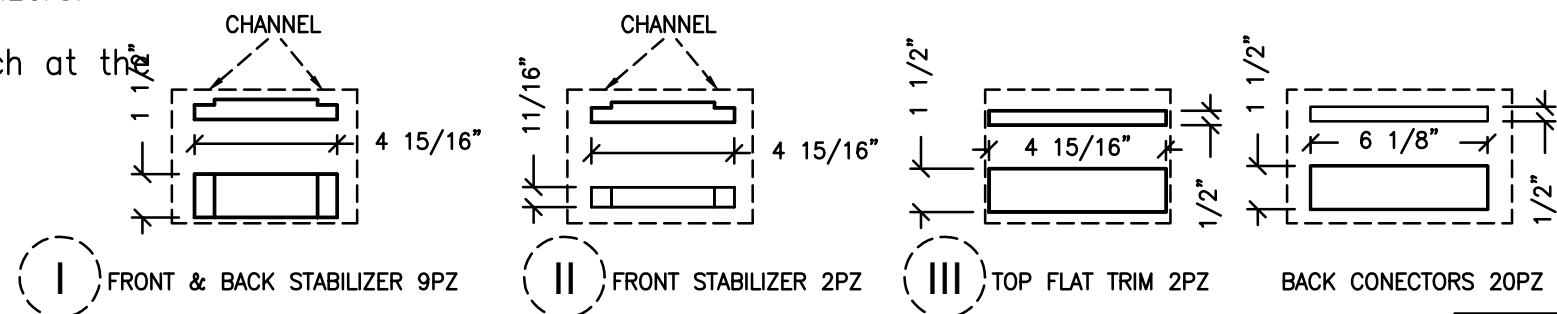 CHANNEL
CHANNEL
ch at the
1 1/2"
4 15/16"
11/16"
4 15/16"
1 1/2"
4 15/16"
1/2"
1 1/2"
6 1/8"
1/2"
I FRONT & BACK STABILIZER 9PZ
II FRONT STABILIZER 2PZ
III TOP FLAT TRIM 2PZ
BACK CONECTORS 20PZ